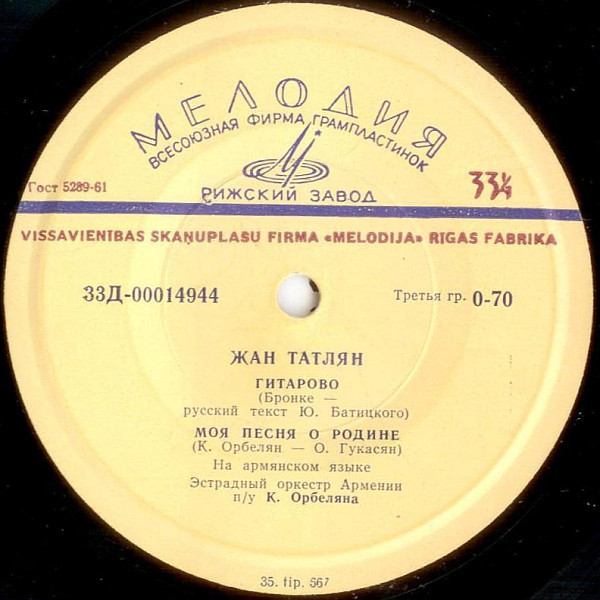 МЕЛОДИЯ
ВСЕСОЮЗНАЯ ФИРМА ГРАМПЛАСТИНОК
РИЖСКИЙ ЗАВОД
Гост 5289-61
33⅓
VISSAVIENĪBAS SKAŅUPLAŠU FIRMA «MELODIJA» RĪGAS FABRIKA
33Д-00014944
Третья гр. 0-70
ЖАН ТАТЛЯН
ГИТАРОВО
(Бронке —
русский текст Ю. Батицкого)
МОЯ ПЕСНЯ О РОДИНЕ
(К. Орбелян — О. Гукасян)
На армянском языке
Эстрадный оркестр Армении
п/у К. Орбеляна
35. tip. 567